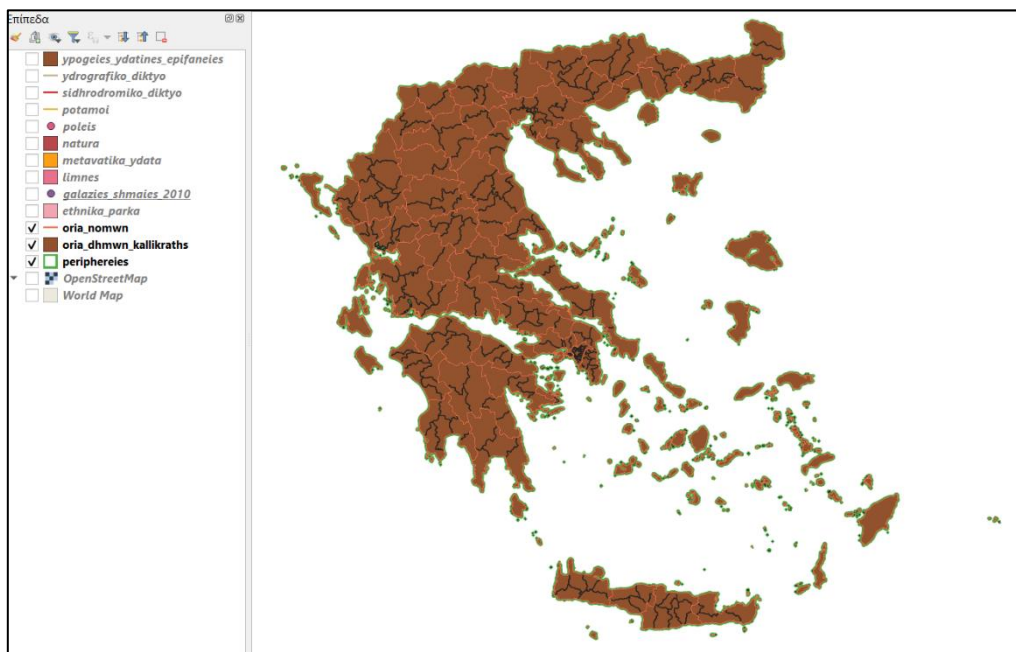 Επίπεδα
ypogeies_ydatines_epifaneies
ydrografiko_diktyo
sidhrodromiko_diktyo
potamoi
poleis
natura
metavatika_ydata
limnes
galazies_shmaies_2010
ethnika_parka
oria_nomwn
oria_dhmwn_kallikraths
periphereies
OpenStreetMap
World Map